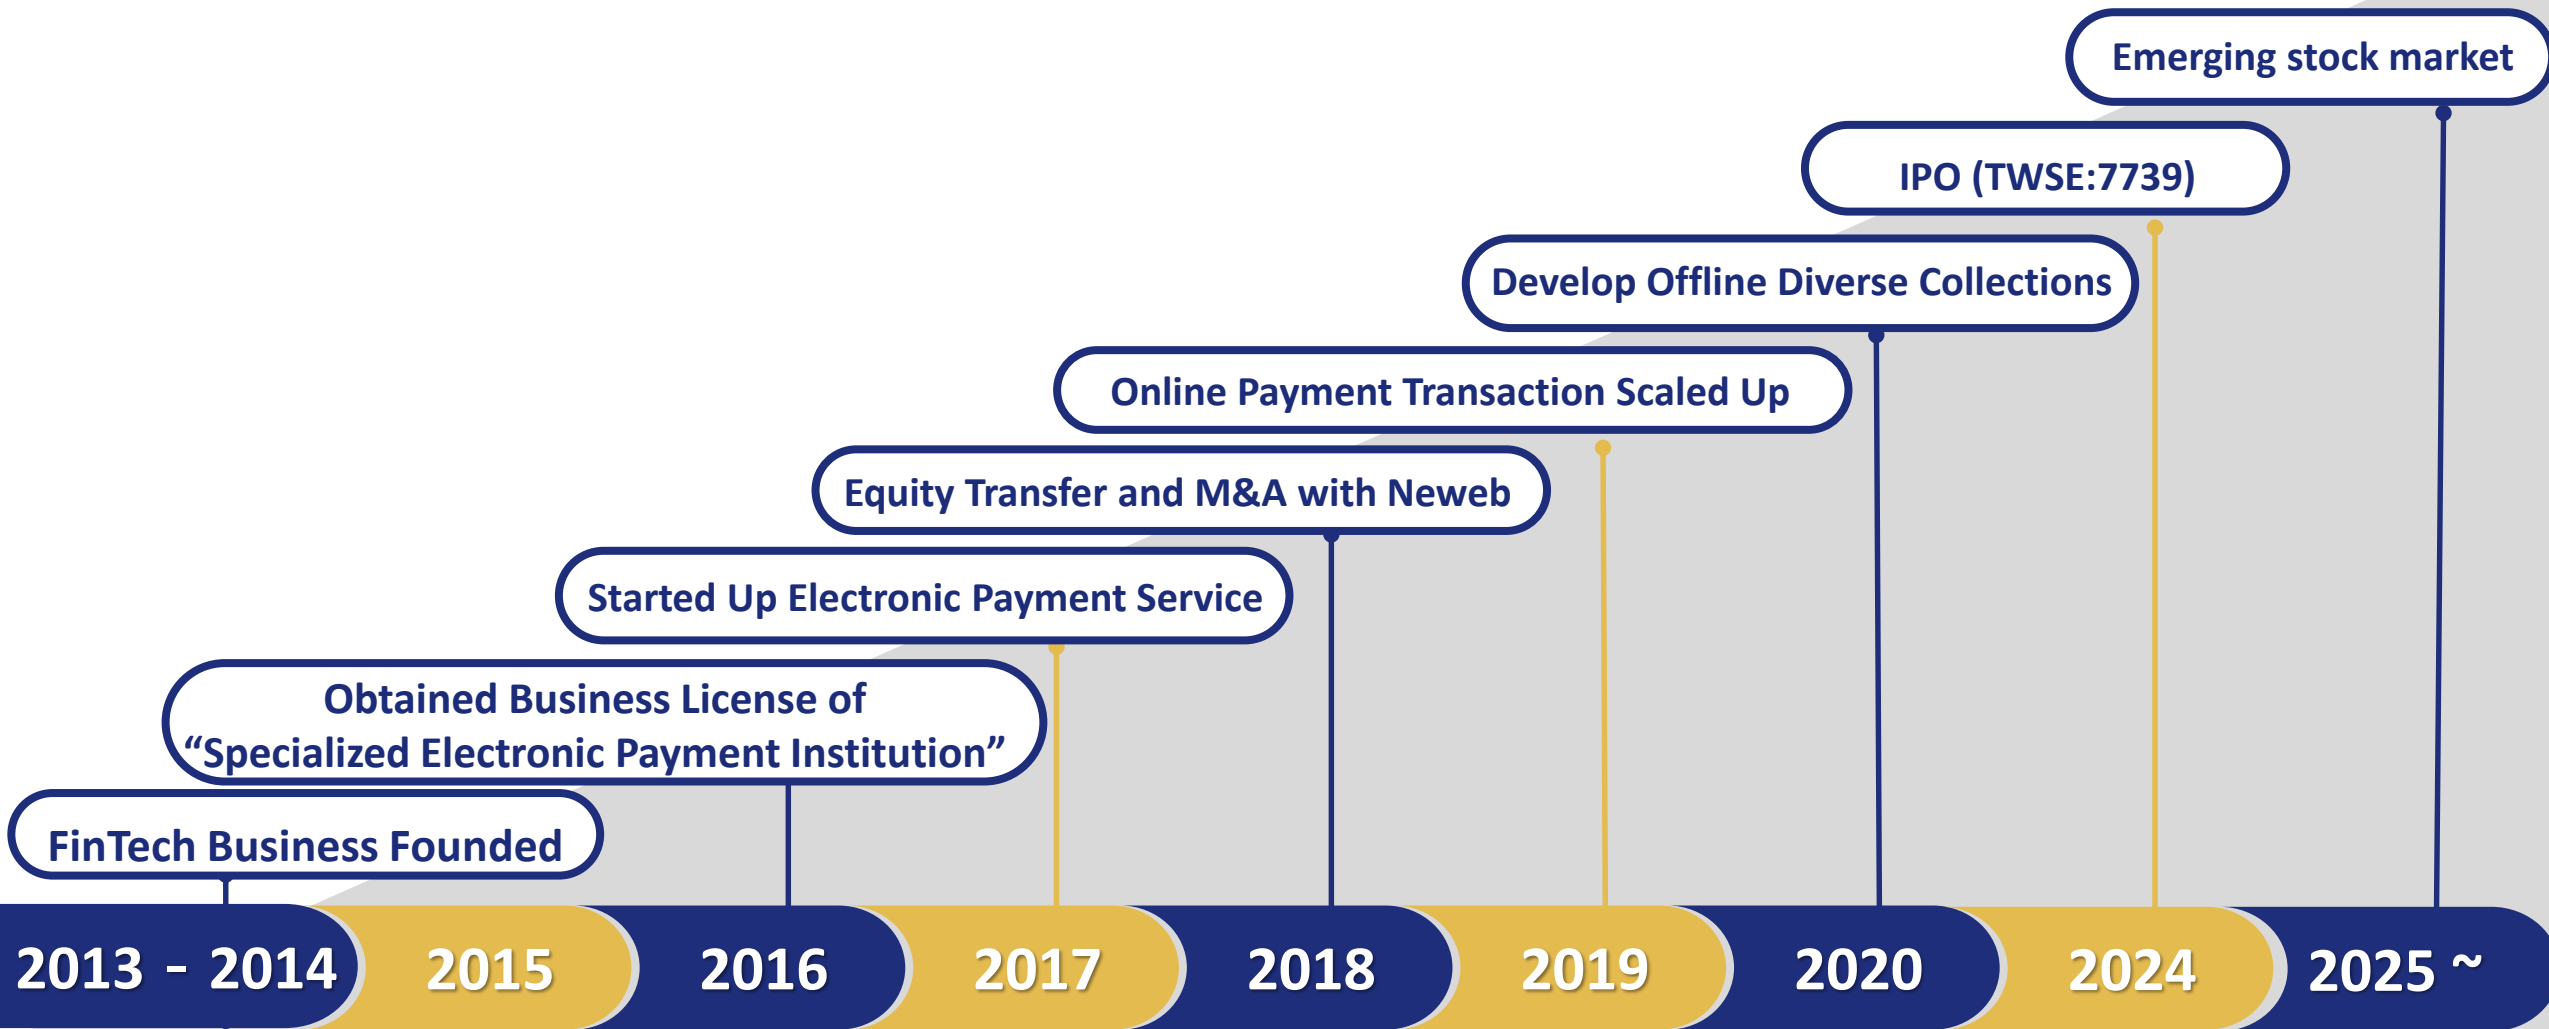 Emerging stock market
IPO (TWSE:7739)
Develop Offline Diverse Collections
Online Payment Transaction Scaled Up
Equity Transfer and M&A with Neweb
Started Up Electronic Payment Service
Obtained Business License of
“Specialized Electronic Payment Institution”
FinTech Business Founded
2013 - 2014
2015
2016
2017
2018
2019
2020
2024
2025 ~